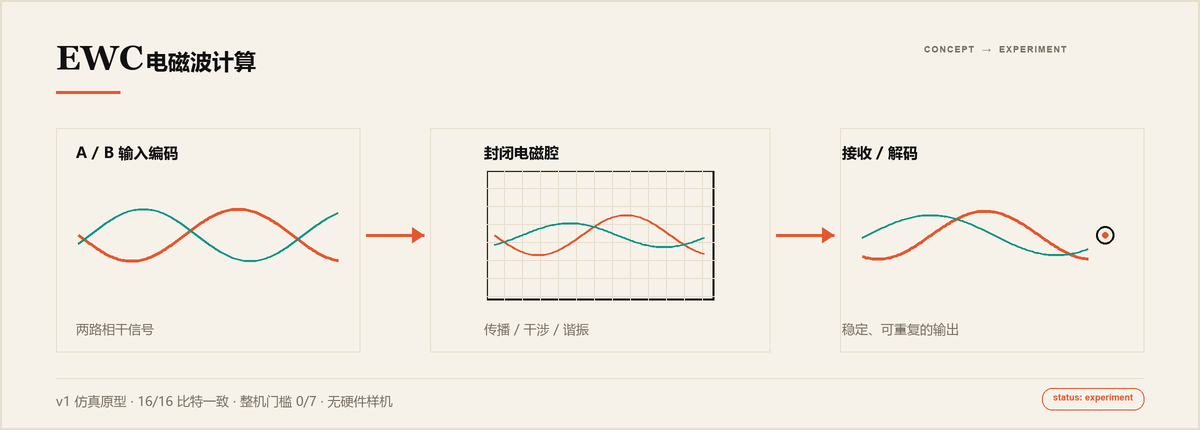 EWC电磁波计算
CONCEPT → EXPERIMENT
A / B 输入编码
封闭电磁腔
接收 / 解码
两路相干信号
传播 / 干涉 / 谐振
稳定、可重复的输出
v1 仿真原型 · 16/16 比特一致 · 整机门槛 0/7 · 无硬件样机
status: experiment